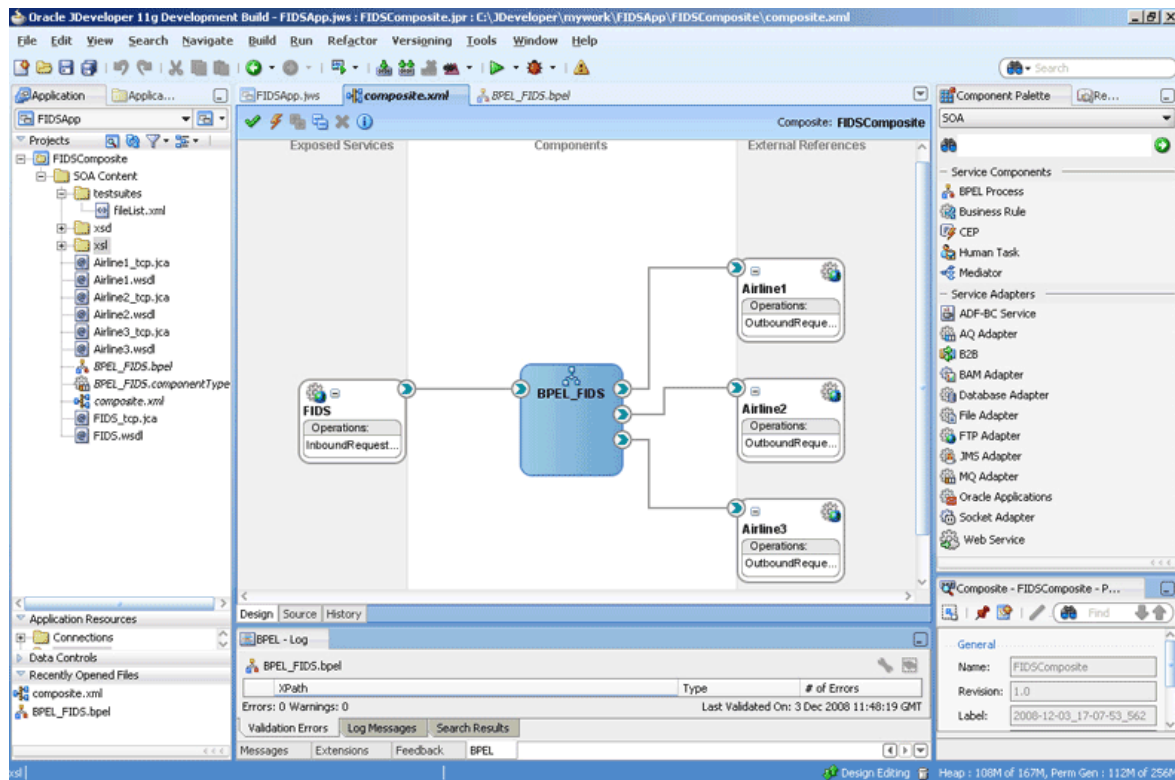 Oracle JDeveloper 11g Development Build - FIDSApp.jws : FIDSComposite.jpr : C:\JDeveloper\mywork\FIDSApp\FIDSComposite\composite.xml
File Edit View Search Navigate Build Run Refactor Versioning Tools Window Help
Search
Application Applica...
FIDSApp
Projects
FIDSComposite
SOA Content
testsuites
fileList.xml
xsd
xsl
Airline1_tcp.jca
Airline1.wsdl
Airline2_tcp.jca
Airline2.wsdl
Airline3_tcp.jca
Airline3.wsdl
BPEL_FIDS.bpel
BPEL_FIDS.componentType
composite.xml
FIDS_tcp.jca
FIDS.wsdl
Application Resources
Connections
Data Controls
Recently Opened Files
composite.xml
BPEL_FIDS.bpel
FIDSApp.jws composite.xml BPEL_FIDS.bpel
Composite: FIDSComposite
Exposed Services Components External References
FIDS
Operations:
InboundRequest...
BPEL_FIDS
Airline1
Operations:
OutboundReque...
Airline2
Operations:
OutboundReque...
Airline3
Operations:
OutboundReque...
Design Source History
BPEL - Log
BPEL_FIDS.bpel
XPath Type # of Errors
Errors: 0 Warnings: 0 Last Validated On: 3 Dec 2008 11:48:19 GMT
Validation Errors Log Messages Search Results
Messages Extensions Feedback BPEL
Component Palette Re...
SOA
Service Components
BPEL Process
Business Rule
CEP
Human Task
Mediator
Service Adapters
ADF-BC Service
AQ Adapter
B2B
BAM Adapter
Database Adapter
File Adapter
FTP Adapter
JMS Adapter
MQ Adapter
Oracle Applications
Socket Adapter
Web Service
Composite - FIDSComposite - P...
Find
General
Name: FIDSComposite
Revision: 1.0
Label: 2008-12-03_17-07-53_562
xsl Design Editing Heap : 108M of 167M, Perm Gen : 112M of 256M